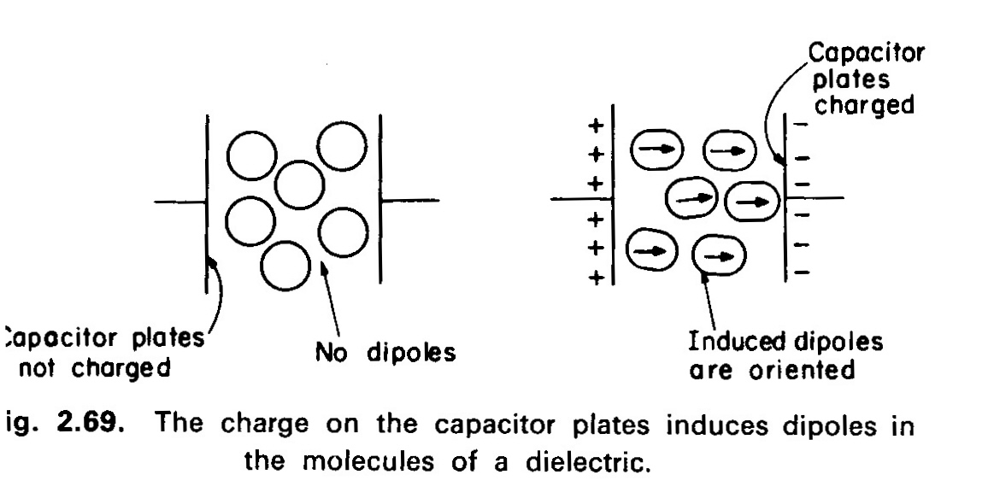 Capacitor
plates
charged
+ −
+ −
+ −
+ −
+ −
+ −
Capacitor plates
not charged
No dipoles
Induced dipoles
are oriented
ig. 2.69. The charge on the capacitor plates induces dipoles in
the molecules of a dielectric.